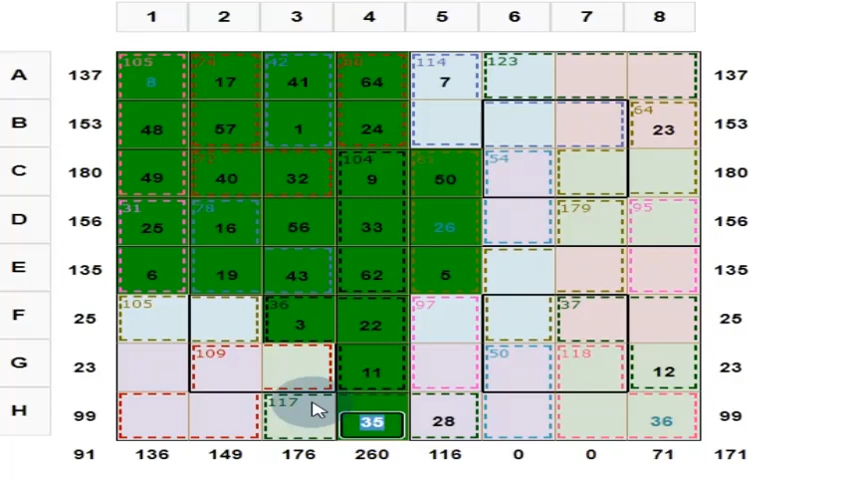 1 2 3 4 5 6 7 8
105 42 114 123
A 137 8 17 41 64 7 137
64
B 153 48 57 1 24 23 153
104 54
C 180 49 40 32 9 50 180
31 78 179 95
D 156 25 16 56 33 26 156
E 135 6 19 43 62 5 135
105 36 97 37
F 25 3 22 25
109 50 118
G 23 11 12 23
117
H 99 35 28 36 99
91 136 149 176 260 116 0 0 71 171